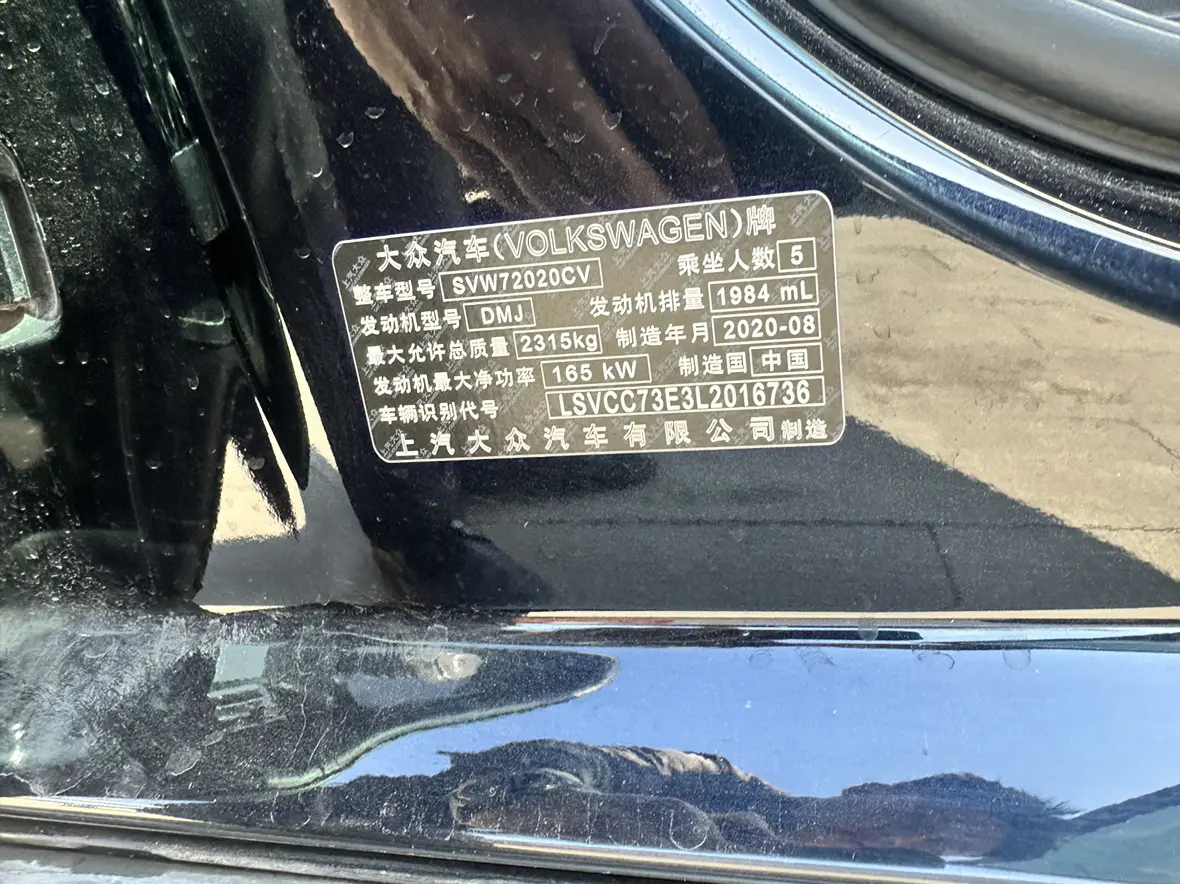 大众汽车(VOLKSWAGEN)牌
整车型号 SVW72020CV 乘坐人数 5
发动机型号 DMJ 发动机排量 1984 mL
最大允许总质量 2315kg 制造年月 2020-08
发动机最大净功率 165 kW 制造国 中国
车辆识别代号 LSVCC73E3L2016736
上汽大众汽车有限公司制造